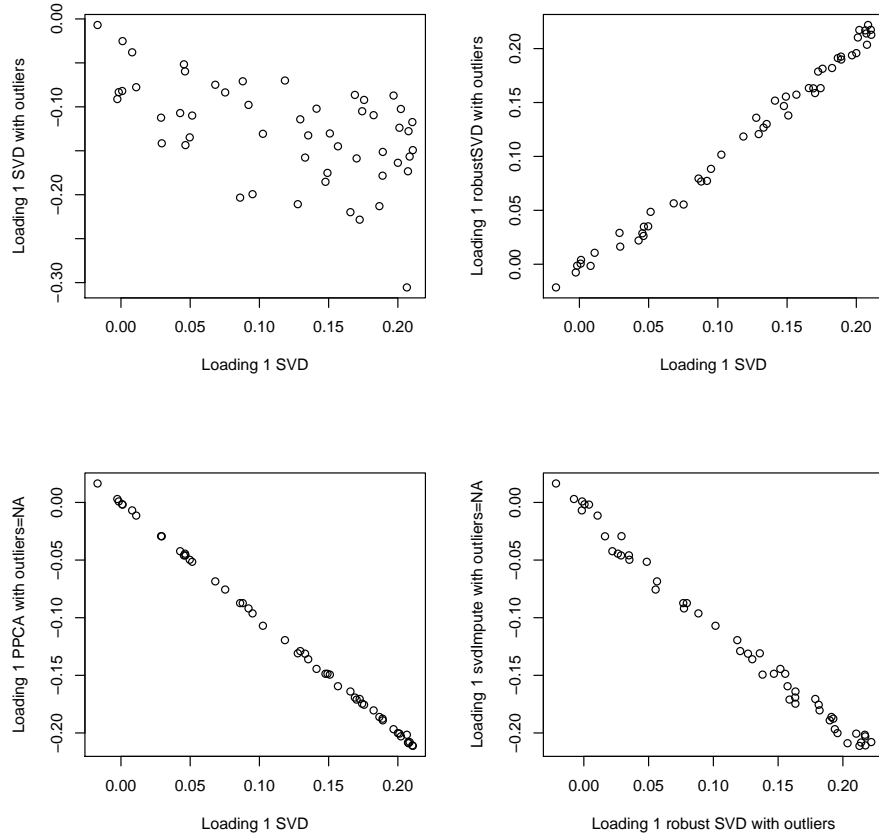 Loading 1 SVD with outliers
0.00
−0.10
−0.20
−0.30
0.00 0.05 0.10 0.15 0.20
Loading 1 SVD
Loading 1 robustSVD with outliers
0.20
0.15
0.10
0.05
0.00
0.00 0.05 0.10 0.15 0.20
Loading 1 SVD
Loading 1 PPCA with outliers=NA
0.00
−0.05
−0.10
−0.15
−0.20
0.00 0.05 0.10 0.15 0.20
Loading 1 SVD
Loading 1 svdImpute with outliers=NA
0.00
−0.05
−0.10
−0.15
−0.20
0.00 0.05 0.10 0.15 0.20
Loading 1 robust SVD with outliers